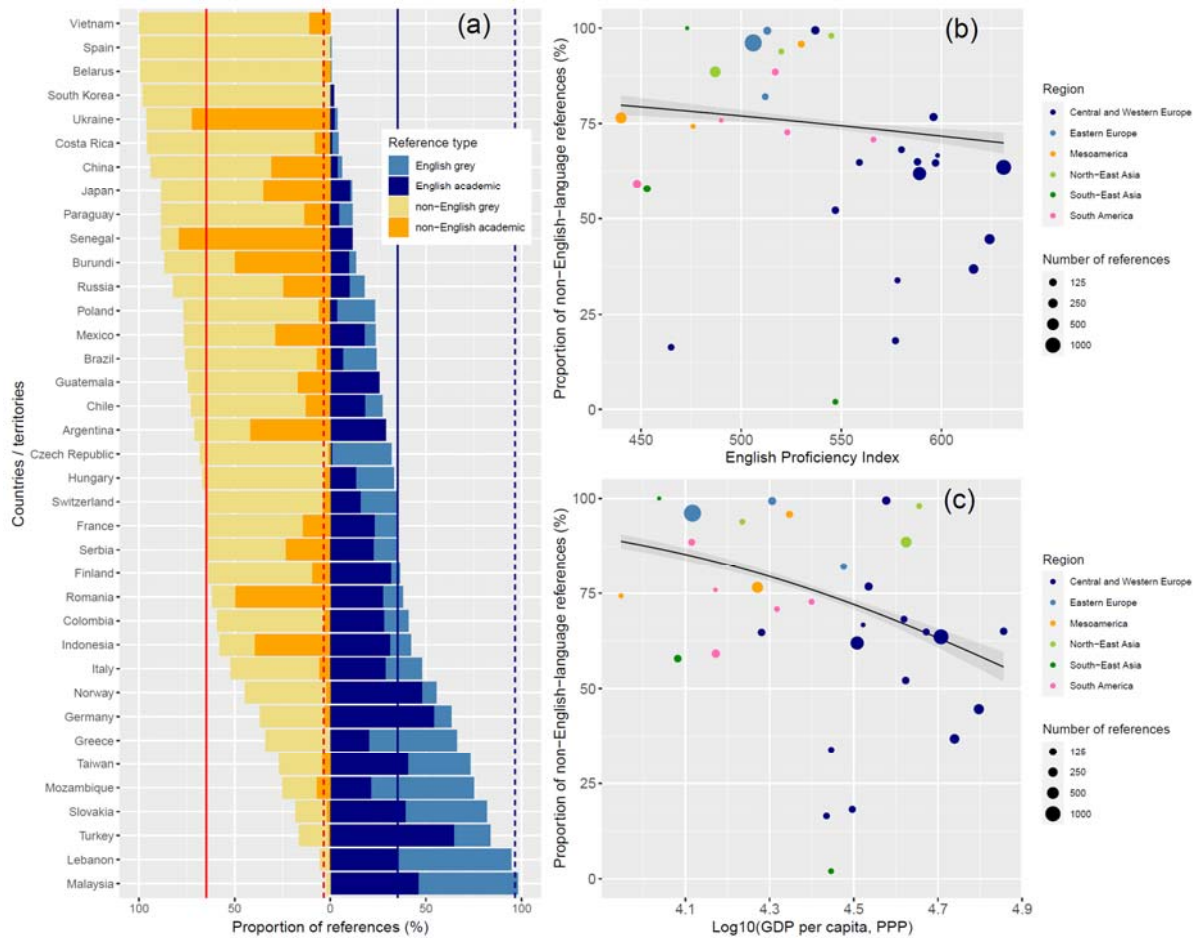 (a)
Countries / territories
Vietnam
Spain
Belarus
South Korea
Ukraine
Costa Rica
China
Japan
Paraguay
Senegal
Burundi
Russia
Poland
Mexico
Brazil
Guatemala
Chile
Argentina
Czech Republic
Hungary
Switzerland
France
Serbia
Finland
Romania
Colombia
Indonesia
Italy
Norway
Germany
Greece
Taiwan
Mozambique
Slovakia
Turkey
Lebanon
Malaysia
Reference type
English grey
English academic
non−English grey
non−English academic
100 50 0 50 100
Proportion of references (%)
(b)
Proportion of non−English−language references (%)
100
75
50
25
0
450 500 550 600
English Proficiency Index
Region
Central and Western Europe
Eastern Europe
Mesoamerica
North−East Asia
South−East Asia
South America
Number of references
125
250
500
1000
(c)
Proportion of non−English−language references (%)
100
75
50
25
0
4.1 4.3 4.5 4.7 4.9
Log10(GDP per capita, PPP)
Region
Central and Western Europe
Eastern Europe
Mesoamerica
North−East Asia
South−East Asia
South America
Number of references
125
250
500
1000